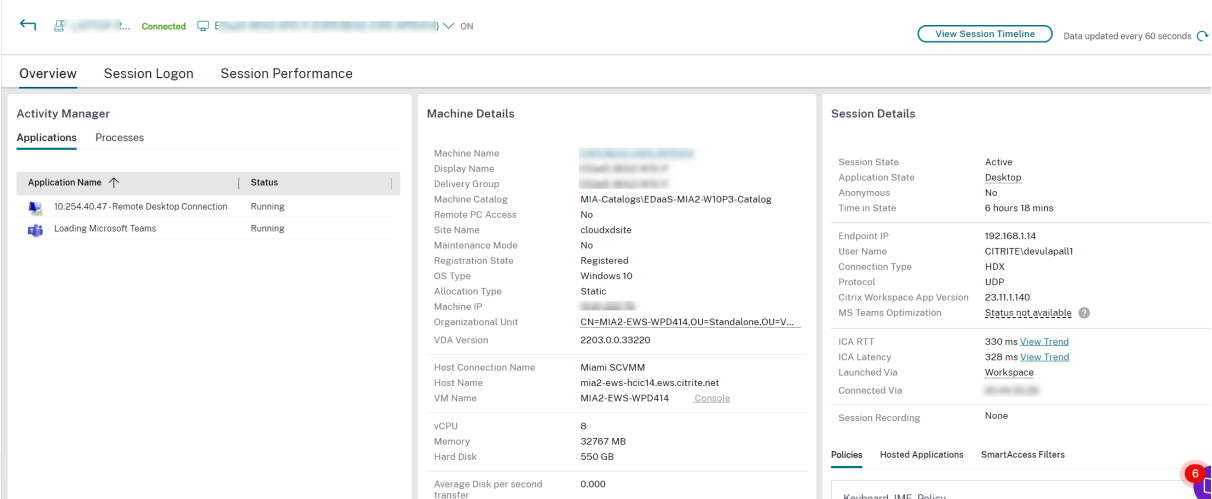 Connected
ON
View Session Timeline
Data updated every 60 seconds
Overview
Session Logon
Session Performance
Activity Manager
Applications
Processes
Application Name
Status
10.254.40.47 - Remote Desktop Connection
Running
Loading Microsoft Teams
Running
Machine Details
Machine Name
Display Name
Delivery Group
Machine Catalog MIA-Catalogs\EDaaS-MIA2-W10P3-Catalog
Remote PC Access No
Site Name cloudxdsite
Maintenance Mode No
Registration State Registered
OS Type Windows 10
Allocation Type Static
Machine IP
Organizational Unit CN=MIA2-EWS-WPD414,OU=Standalone,OU=V...
VDA Version 2203.0.0.33220
Host Connection Name Miami SCVMM
Host Name mia2-ews-hcic14.ews.citrite.net
VM Name MIA2-EWS-WPD414 Console
vCPU 8
Memory 32767 MB
Hard Disk 550 GB
Average Disk per second 0.000
transfer
Session Details
Session State Active
Application State Desktop
Anonymous No
Time in State 6 hours 18 mins
Endpoint IP 192.168.1.14
User Name CITRITE\devulapall1
Connection Type HDX
Protocol UDP
Citrix Workspace App Version 23.11.1.140
MS Teams Optimization Status not available ?
ICA RTT 330 ms View Trend
ICA Latency 328 ms View Trend
Launched Via Workspace
Connected Via
Session Recording None
Policies
Hosted Applications
SmartAccess Filters
6
Keyboard IME Policy